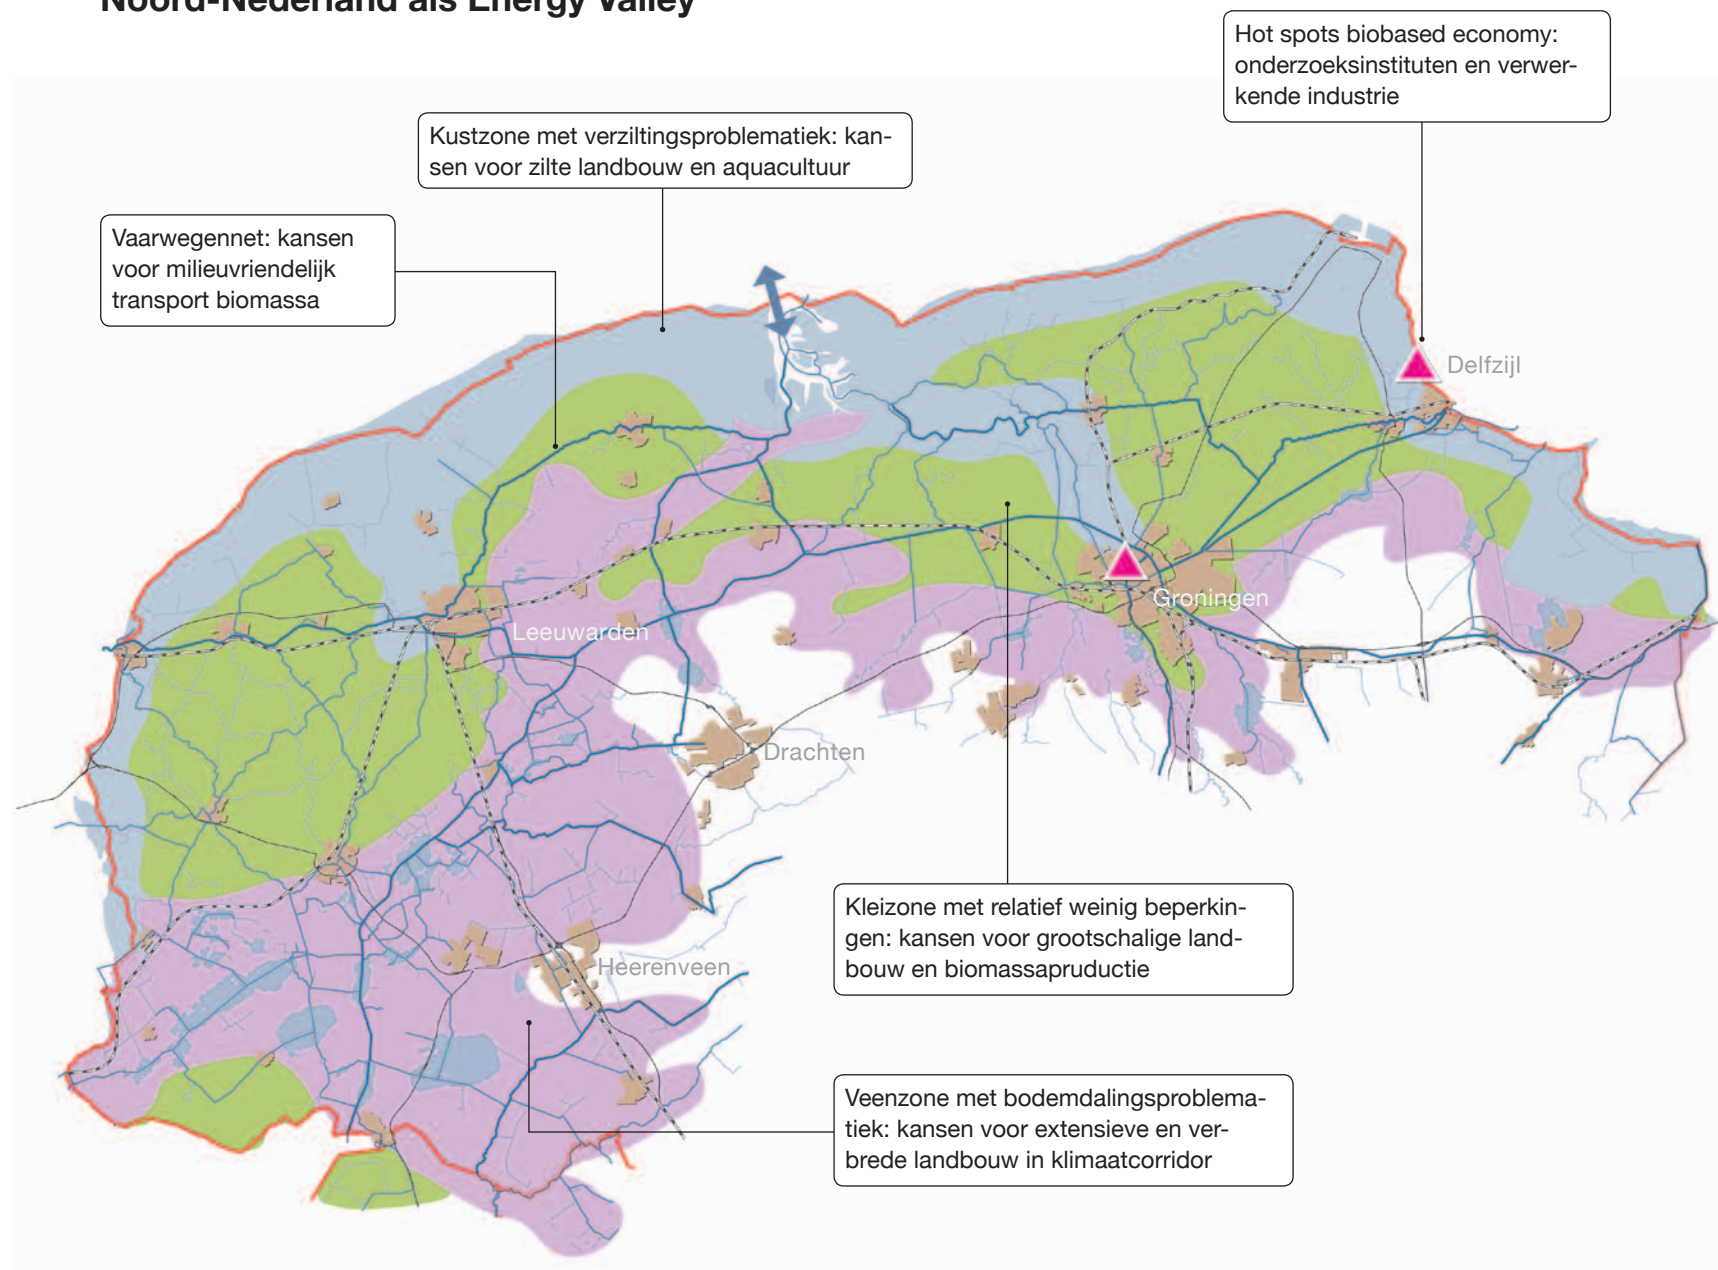 Noord-Nederland als Energy Valley
Hot spots biobased economy:
onderzoeksinstituten en verwer-
kende industrie
Kustzone met verziltingsproblematiek: kan-
sen voor zilte landbouw en aquacultuur
Vaarwegennet: kansen
voor milieuvriendelijk
transport biomassa
Delfzijl
Groningen
Leeuwarden
Drachten
Heerenveen
Kleizone met relatief weinig beperkin-
gen: kansen voor grootschalige land-
bouw en biomassapructie
Veenzone met bodemdalingsproblema-
tiek: kansen voor extensieve en ver-
brede landbouw in klimaatcorridor